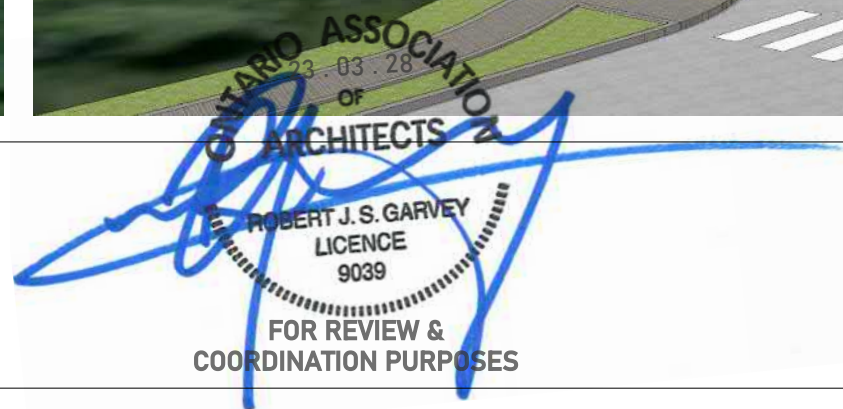 ONTARIO ASSOCIATION
23 . 03 . 28
OF
ARCHITECTS
ROBERT J. S. GARVEY
LICENCE
9039
FOR REVIEW &
COORDINATION PURPOSES